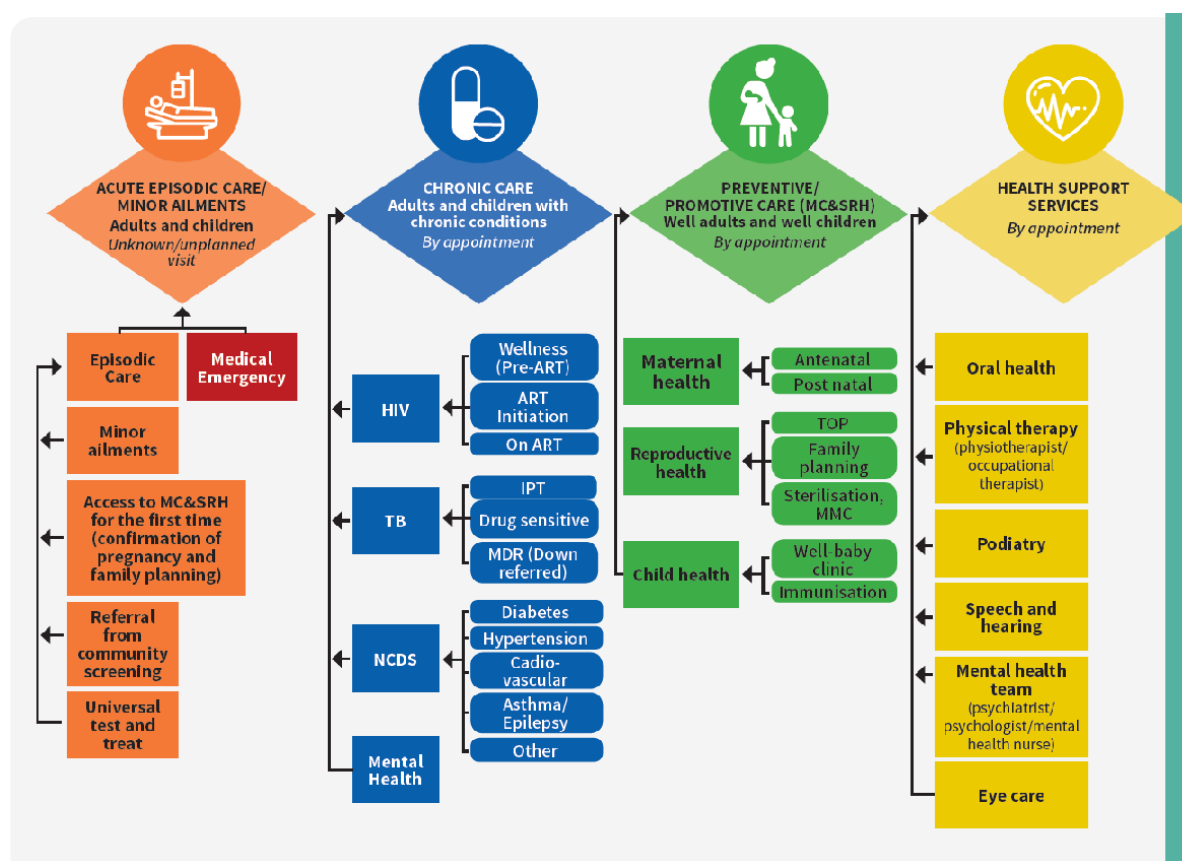 ACUTE EPISODIC CARE/
MINOR AILMENTS
Adults and children
Unknown/unplanned
visit
Episodic
Care
Medical
Emergency
Minor
ailments
Access to MC&SRH
for the first time
(confirmation of
pregnancy and
family planning)
Referral
from
community
screening
Universal
test and
treat
CHRONIC CARE
Adults and children with
chronic conditions
By appointment
HIV
Wellness
(Pre-ART)
ART
Initiation
On ART
TB
IPT
Drug sensitive
MDR (Down
referred)
NCDS
Diabetes
Hypertension
Cadio-
vascular
Asthma/
Epilepsy
Other
Mental
Health
PREVENTIVE/
PROMOTIVE CARE (MC&SRH)
Well adults and well children
By appointment
Maternal
health
Antenatal
Post natal
Reproductive
health
TOP
Family
planning
Sterilisation,
MMC
Child health
Well-baby
clinic
Immunisation
HEALTH SUPPORT
SERVICES
By appointment
Oral health
Physical therapy
(physiotherapist/
occupational
therapist)
Podiatry
Speech and
hearing
Mental health
team
(psychiatrist/
psychologist/mental
health nurse)
Eye care